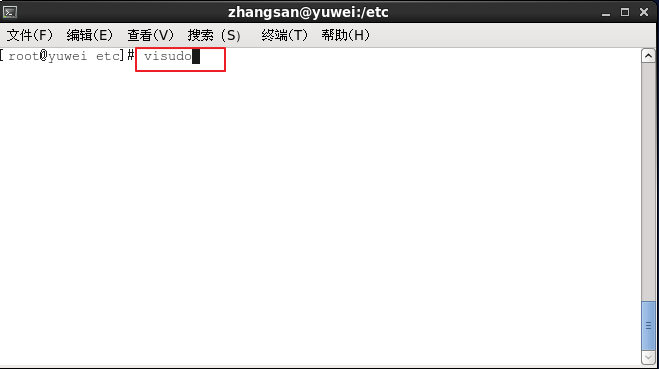 zhangsan@yuwei:/etc
文件(F) 编辑(E) 查看(V) 搜索 (S) 终端(T) 帮助(H)
[root@yuwei etc]# visudo